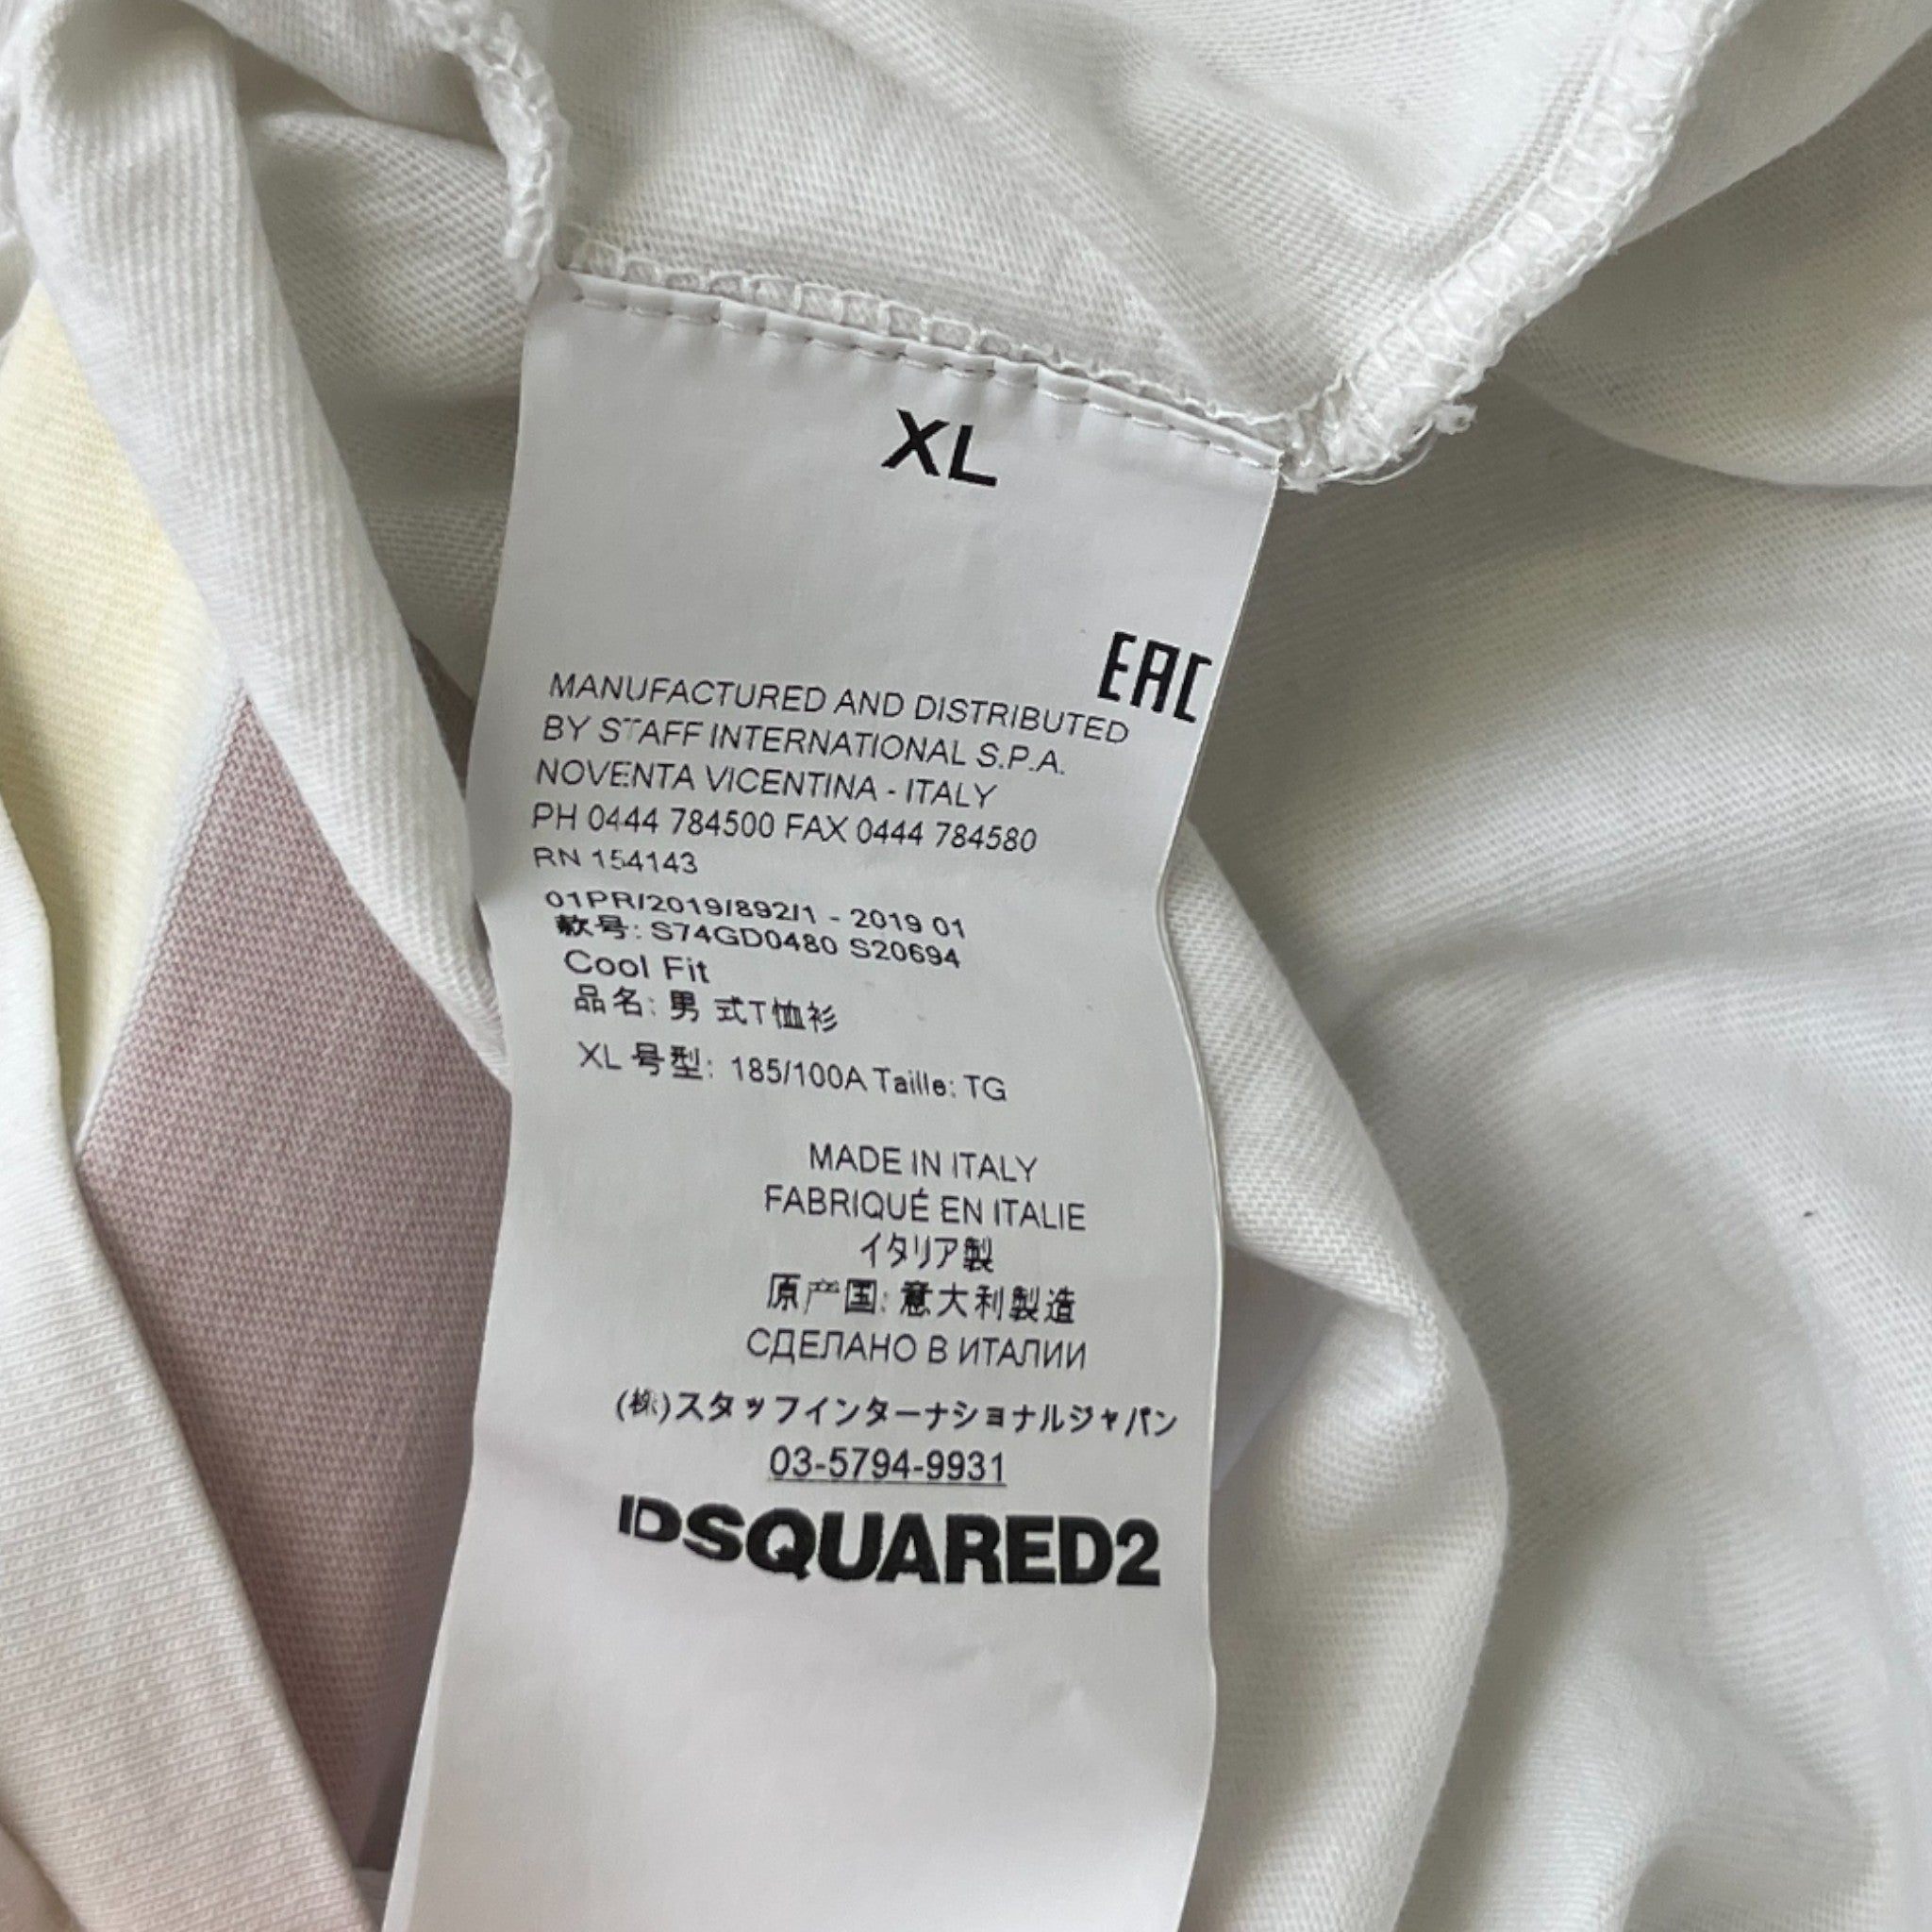 XL
EAC
MANUFACTURED AND DISTRIBUTED
BY STAFF INTERNATIONAL S.P.A.
NOVENTA VICENTINA - ITALY
PH 0444 784500 FAX 0444 784580
RN 154143
01PR/2019/892/1 - 2019 01
款号: S74GD0480 S20694
Cool Fit
品名: 男 式T恤衫
XL 号型: 185/100A Taille: TG
MADE IN ITALY
FABRIQUÉ EN ITALIE
イタリア製
原产国: 意大利製造
СДЕЛАНО В ИТАЛИИ
(株)スタッフインターナショナルジャパン
03-5794-9931
DSQUARED2